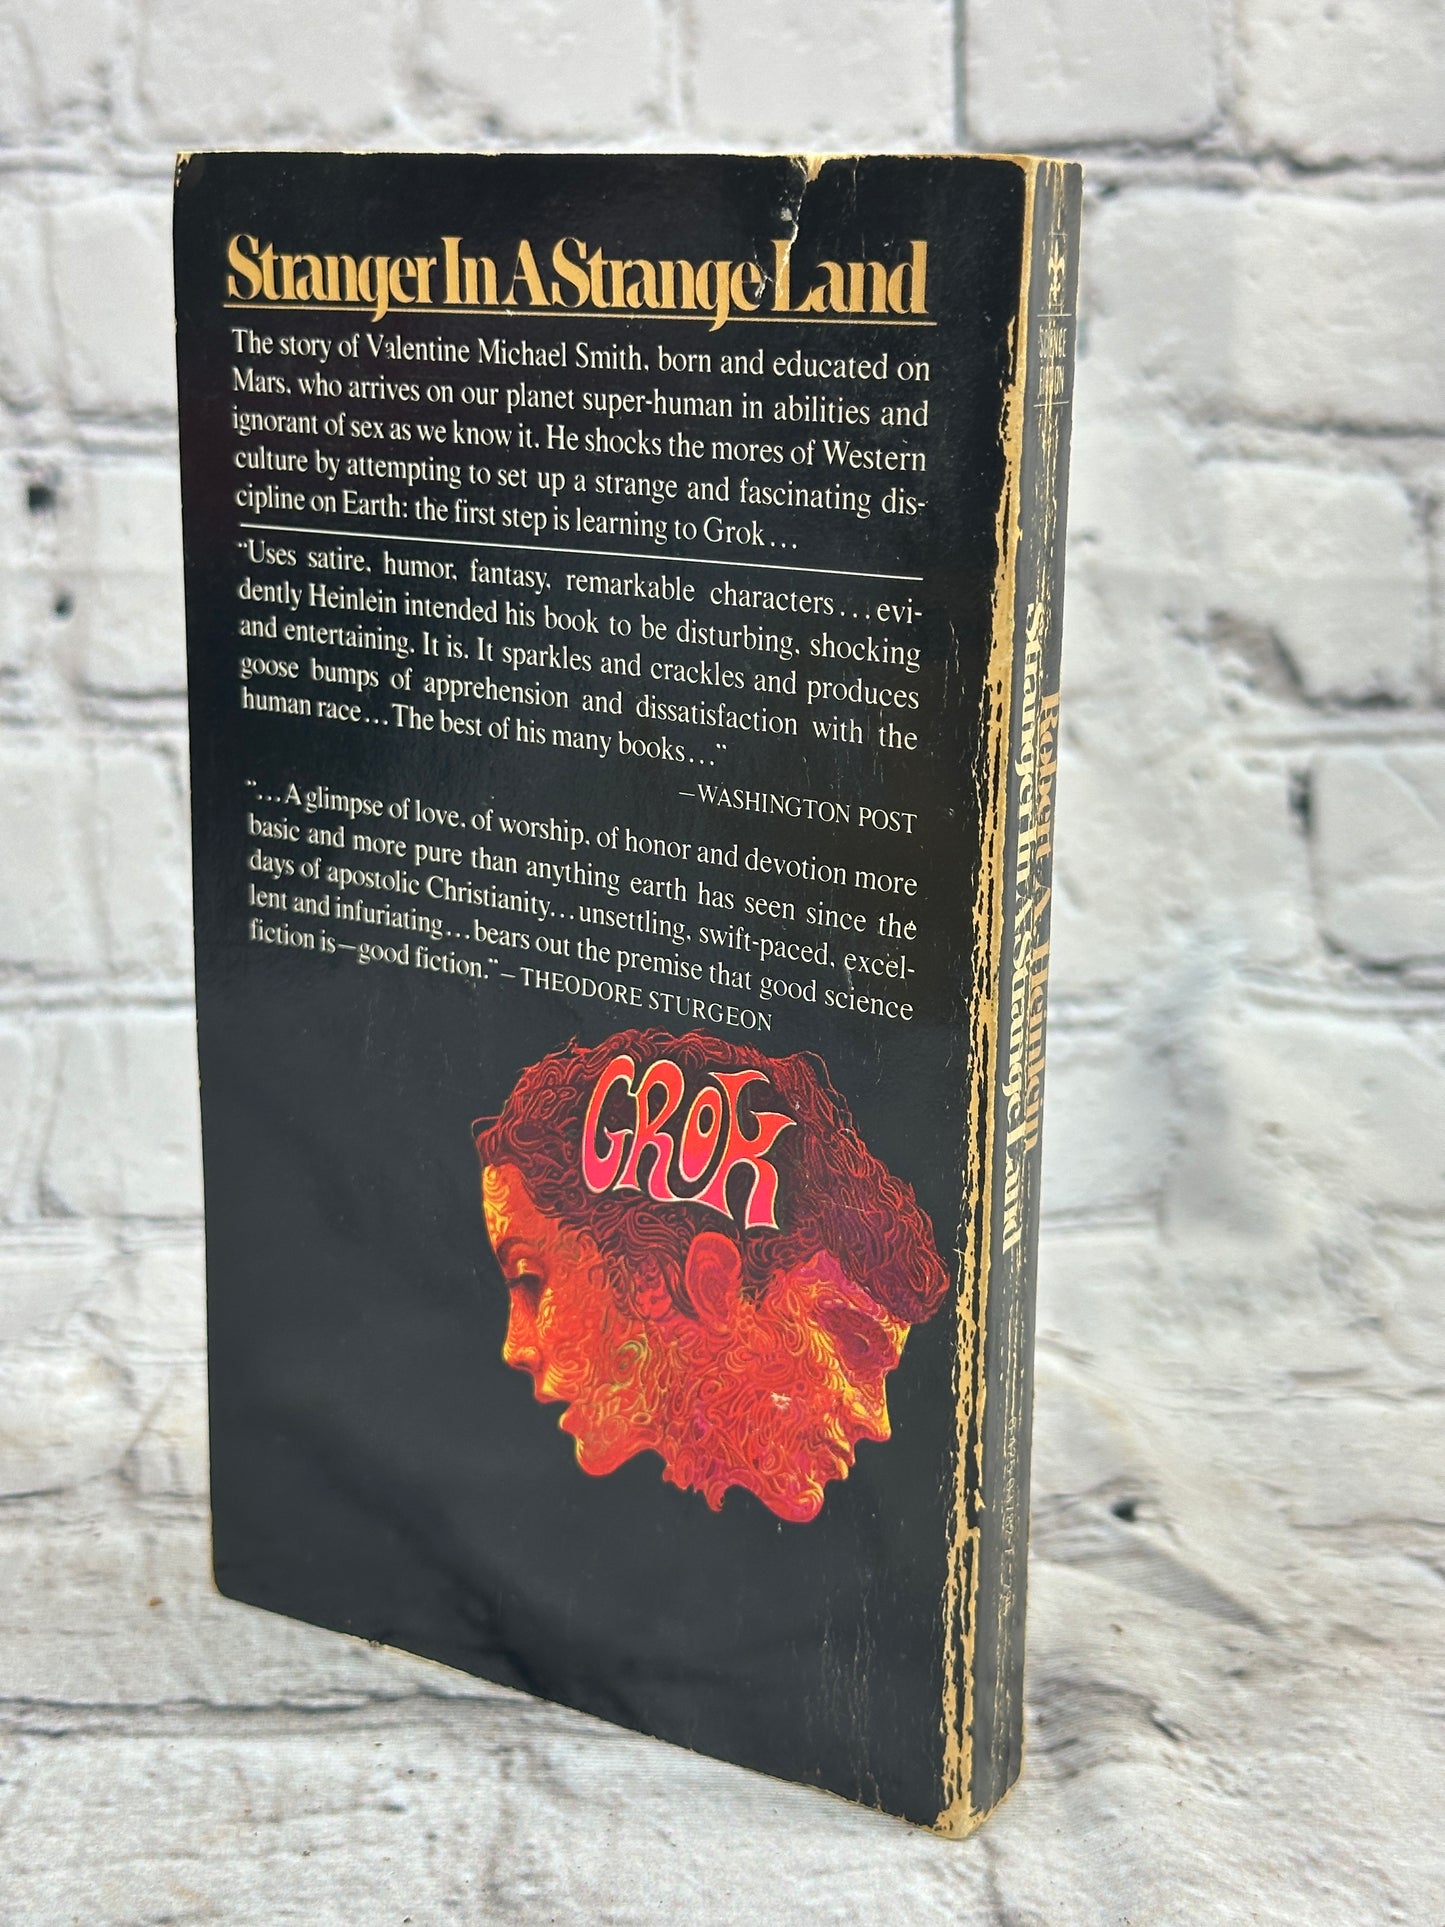 Stranger In A Strange Land
The story of Valentine Michael Smith, born and educated on
Mars, who arrives on our planet super-human in abilities and
ignorant of sex as we know it. He shocks the mores of Western
culture by attempting to set up a strange and fascinating dis-
cipline on Earth: the first step is learning to Grok...
"Uses satire, humor, fantasy, remarkable characters...evi-
dently Heinlein intended his book to be disturbing, shocking
and entertaining. It is. It sparkles and crackles and produces
goose bumps of apprehension and dissatisfaction with the
human race...The best of his many books..."
—WASHINGTON POST
"...A glimpse of love, of worship, of honor and devotion more
basic and more pure than anything earth has seen since the
days of apostolic Christianity...unsettling, swift-paced, excel-
lent and infuriating...bears out the premise that good science
fiction is—good fiction."—THEODORE STURGEON
GROK
SCIENCE
FICTION
Robert A. Heinlein
Stranger In A Strange Land